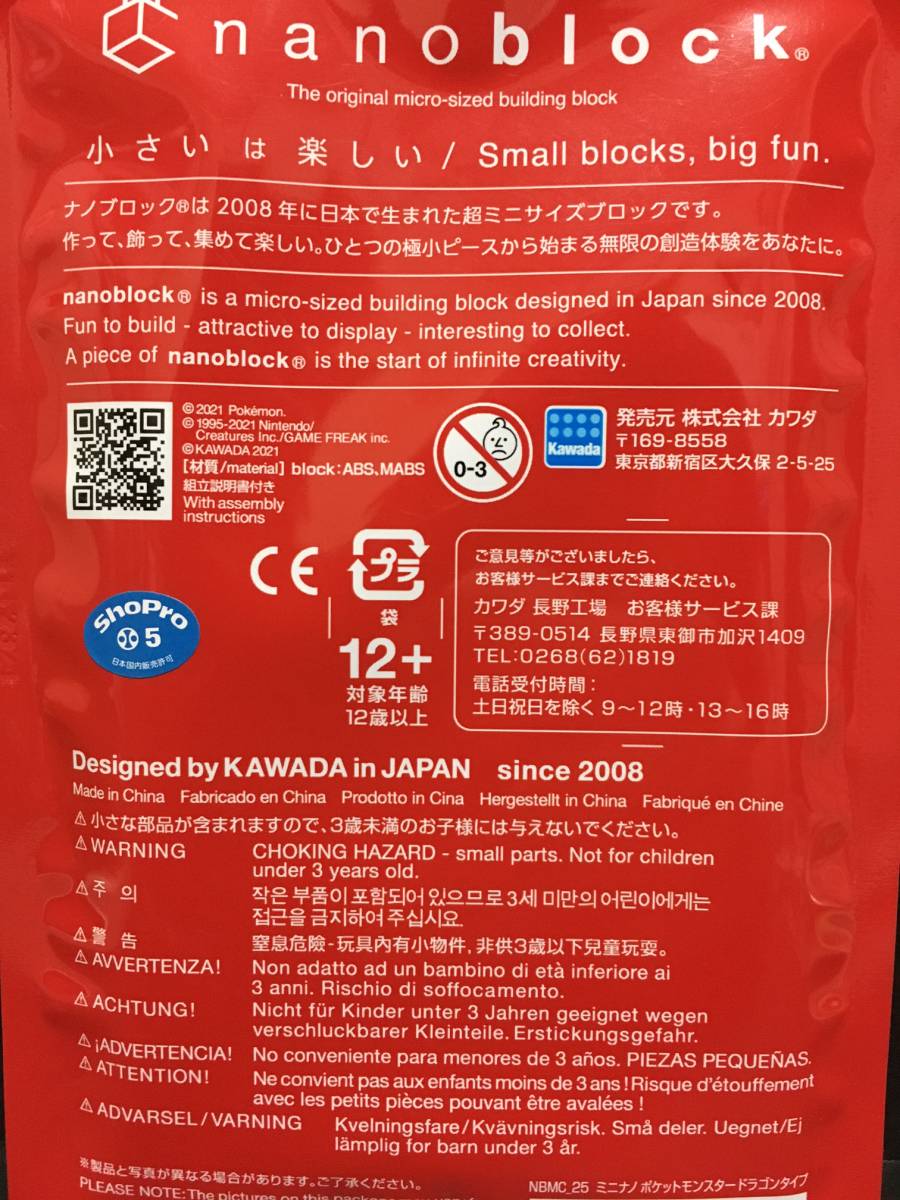 nanoblock®
The original micro-sized building block
小さいは楽しい / Small blocks, big fun.
ナノブロック®は2008年に日本で生まれた超ミニサイズブロックです。
作って、飾って、集めて楽しい。ひとつの極小ピースから始まる無限の創造体験をあなたに。
nanoblock® is a micro-sized building block designed in Japan since 2008.
Fun to build - attractive to display - interesting to collect.
A piece of nanoblock® is the start of infinite creativity.
©2021 Pokémon.
©1995-2021 Nintendo/
Creatures Inc./GAME FREAK inc.
©KAWADA 2021
[材質/material] block:ABS、MABS
組立説明書付き
With assembly
instructions
0-3
Kawada
発売元 株式会社 カワダ
〒169-8558
東京都新宿区大久保 2-5-25
CE
プラ
袋
12+
対象年齢
12歳以上
ShoPro
5
日本国内販売許可
ご意見等がございましたら、
お客様サービス課までご連絡ください。
カワダ 長野工場 お客様サービス課
〒389-0514 長野県東御市加沢1409
TEL:0268(62)1819
電話受付時間:
土日祝日を除く 9~12時・13~16時
Designed by KAWADA in JAPAN since 2008
Made in China Fabricado en China Prodotto in Cina Hergestellt in China Fabriqué en Chine
⚠小さな部品が含まれますので、3歳未満のお子様には与えないでください。
⚠WARNING CHOKING HAZARD - small parts. Not for children
under 3 years old.
⚠주 의 작은 부품이 포함되어 있으므로 3세 미만의 어린이에게는
접근을 금지하여 주십시요.
⚠警 告 窒息危險-玩具內有小物件, 非供3歲以下兒童玩耍。
⚠AVVERTENZA! Non adatto ad un bambino di età inferiore ai
3 anni. Rischio di soffocamento.
⚠ACHTUNG! Nicht für Kinder unter 3 Jahren geeignet wegen
verschluckbarer Kleinteile. Erstickungsgefahr.
⚠¡ADVERTENCIA! No conveniente para menores de 3 años. PIEZAS PEQUEÑAS.
⚠ATTENTION! Ne convient pas aux enfants moins de 3 ans ! Risque d'étouffement
avec les petits pièces pouvant être avalées !
⚠ADVARSEL/VARNING Kvelningsfare/Kvävningsrisk. Små deler. Uegnet/Ej
lämplig for barn under 3 år.
※製品と写真が異なる場合があります。ご了承ください。
PLEASE NOTE: The pictures on this package may vary from
NBMC_25 ミニナノ ポケットモンスタードラゴンタイプ